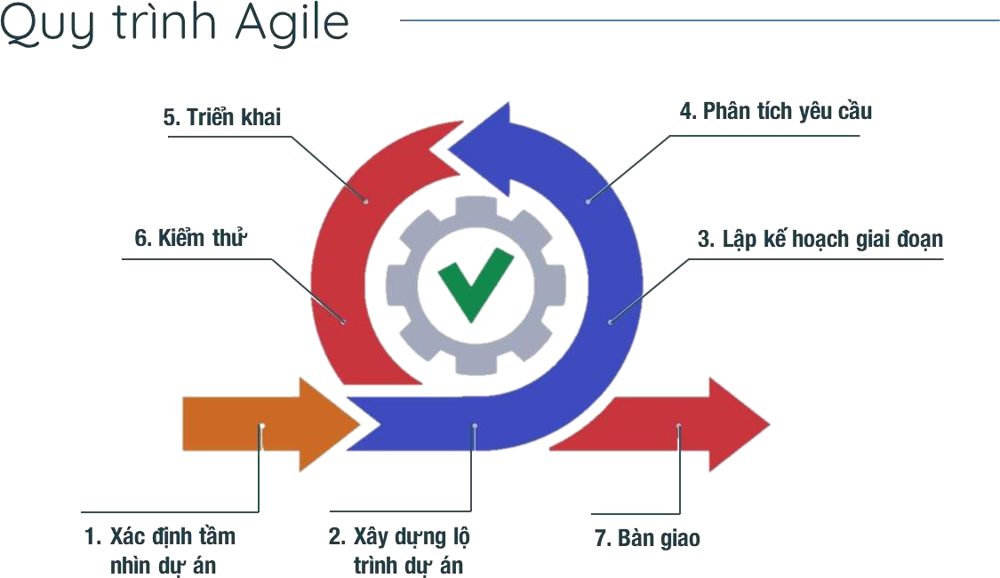 Quy trình Agile
5. Triển khai
4. Phân tích yêu cầu
6. Kiểm thử
3. Lập kế hoạch giai đoạn
1. Xác định tầm
nhìn dự án
2. Xây dựng lộ
trình dự án
7. Bàn giao